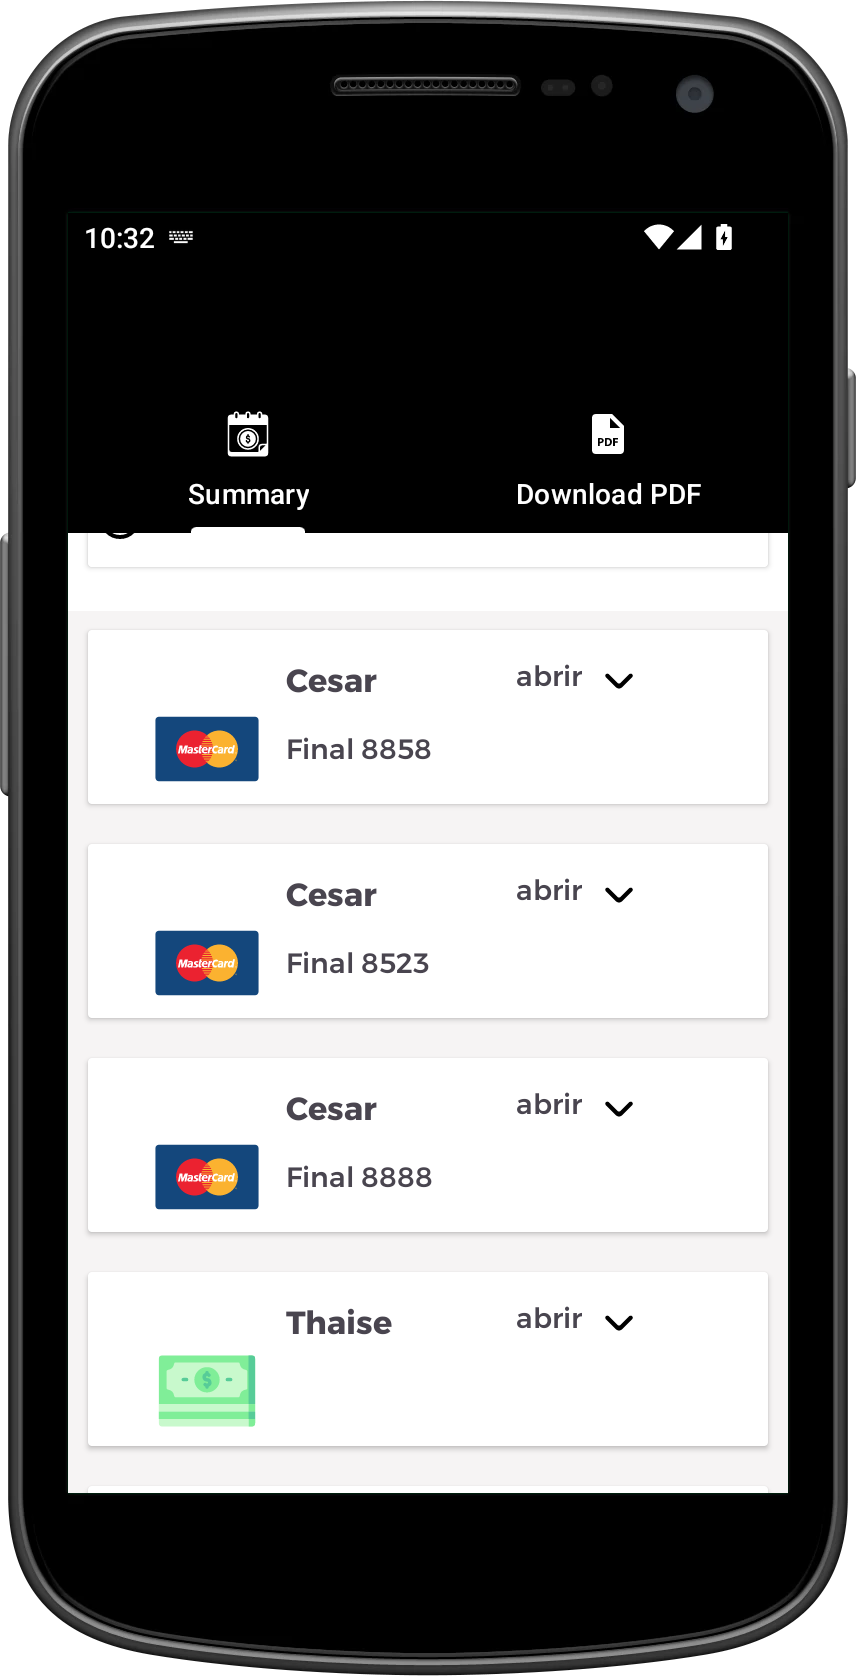 10:32
PDF
Summary
Download PDF
Cesar
abrir
MasterCard
Final 8858
Cesar
abrir
MasterCard
Final 8523
Cesar
abrir
MasterCard
Final 8888
Thaise
abrir
$